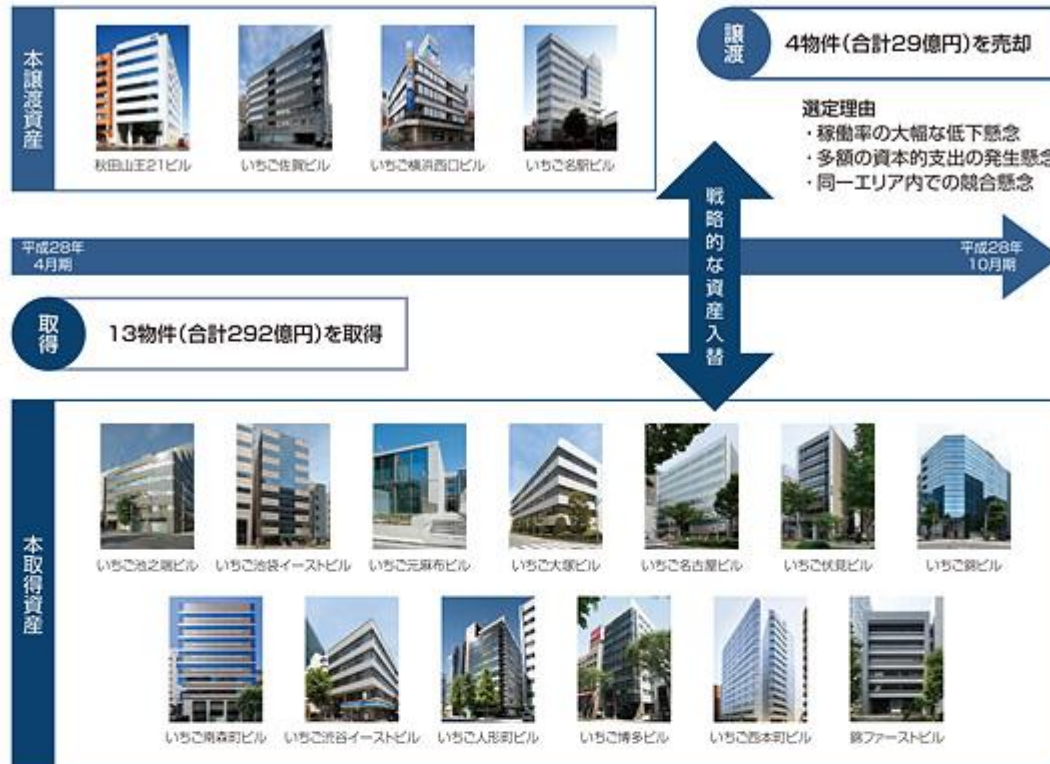 本譲渡資産
秋田山王21ビル
いちご佐賀ビル
いちご横浜西口ビル
いちご名駅ビル
譲渡
4物件(合計29億円)を売却
選定理由
・稼働率の大幅な低下懸念
・多額の資本的支出の発生懸念
・同一エリア内での競合懸念
平成28年
4月期
戦略的な資産入替
平成28年
10月期
取得
13物件(合計292億円)を取得
本取得資産
いちご池之端ビル
いちご池袋イーストビル
いちご元麻布ビル
いちご大塚ビル
いちご名古屋ビル
いちご伏見ビル
いちご錦ビル
いちご南森町ビル
いちご渋谷イーストビル
いちご人形町ビル
いちご博多ビル
いちご西本町ビル
錦ファーストビル